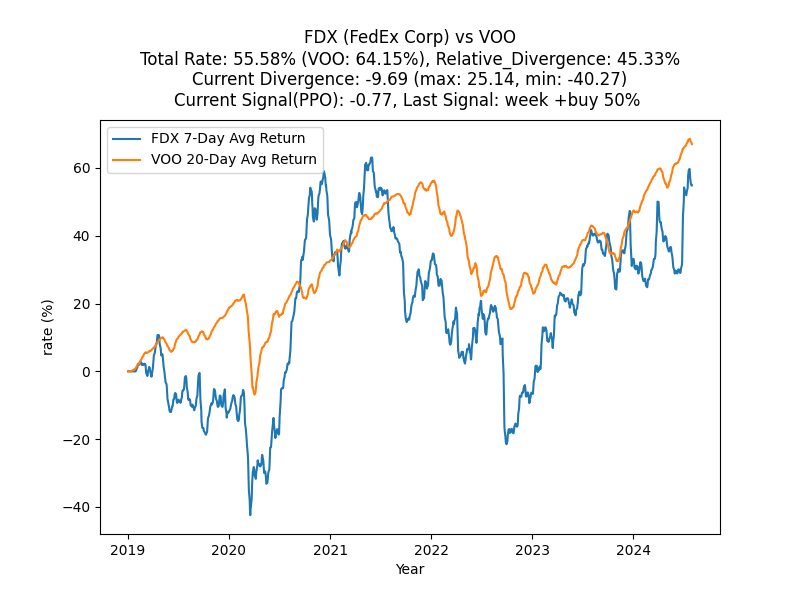 FDX (FedEx Corp) vs VOO
Total Rate: 55.58% (VOO: 64.15%), Relative_Divergence: 45.33%
Current Divergence: -9.69 (max: 25.14, min: -40.27)
Current Signal(PPO): -0.77, Last Signal: week +buy 50%
FDX 7-Day Avg Return
VOO 20-Day Avg Return
60
40
20
0
−20
−40
rate (%)
2019 2020 2021 2022 2023 2024
Year